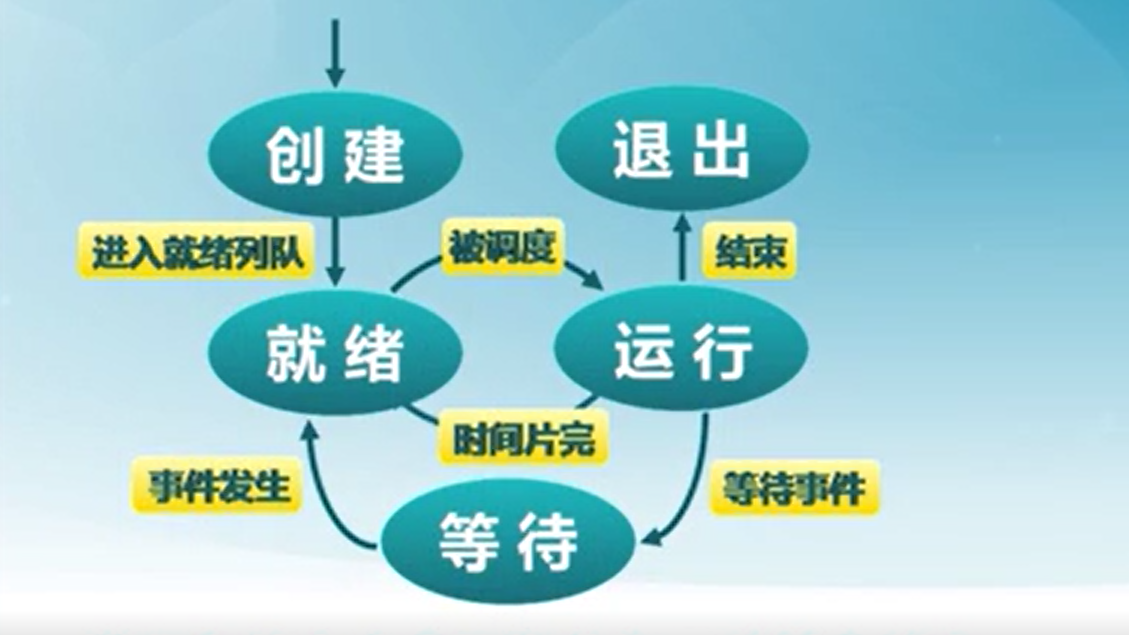 创建
退出
进入就绪列队
被调度
结束
就绪
运行
时间片完
事件发生
等待事件
等待